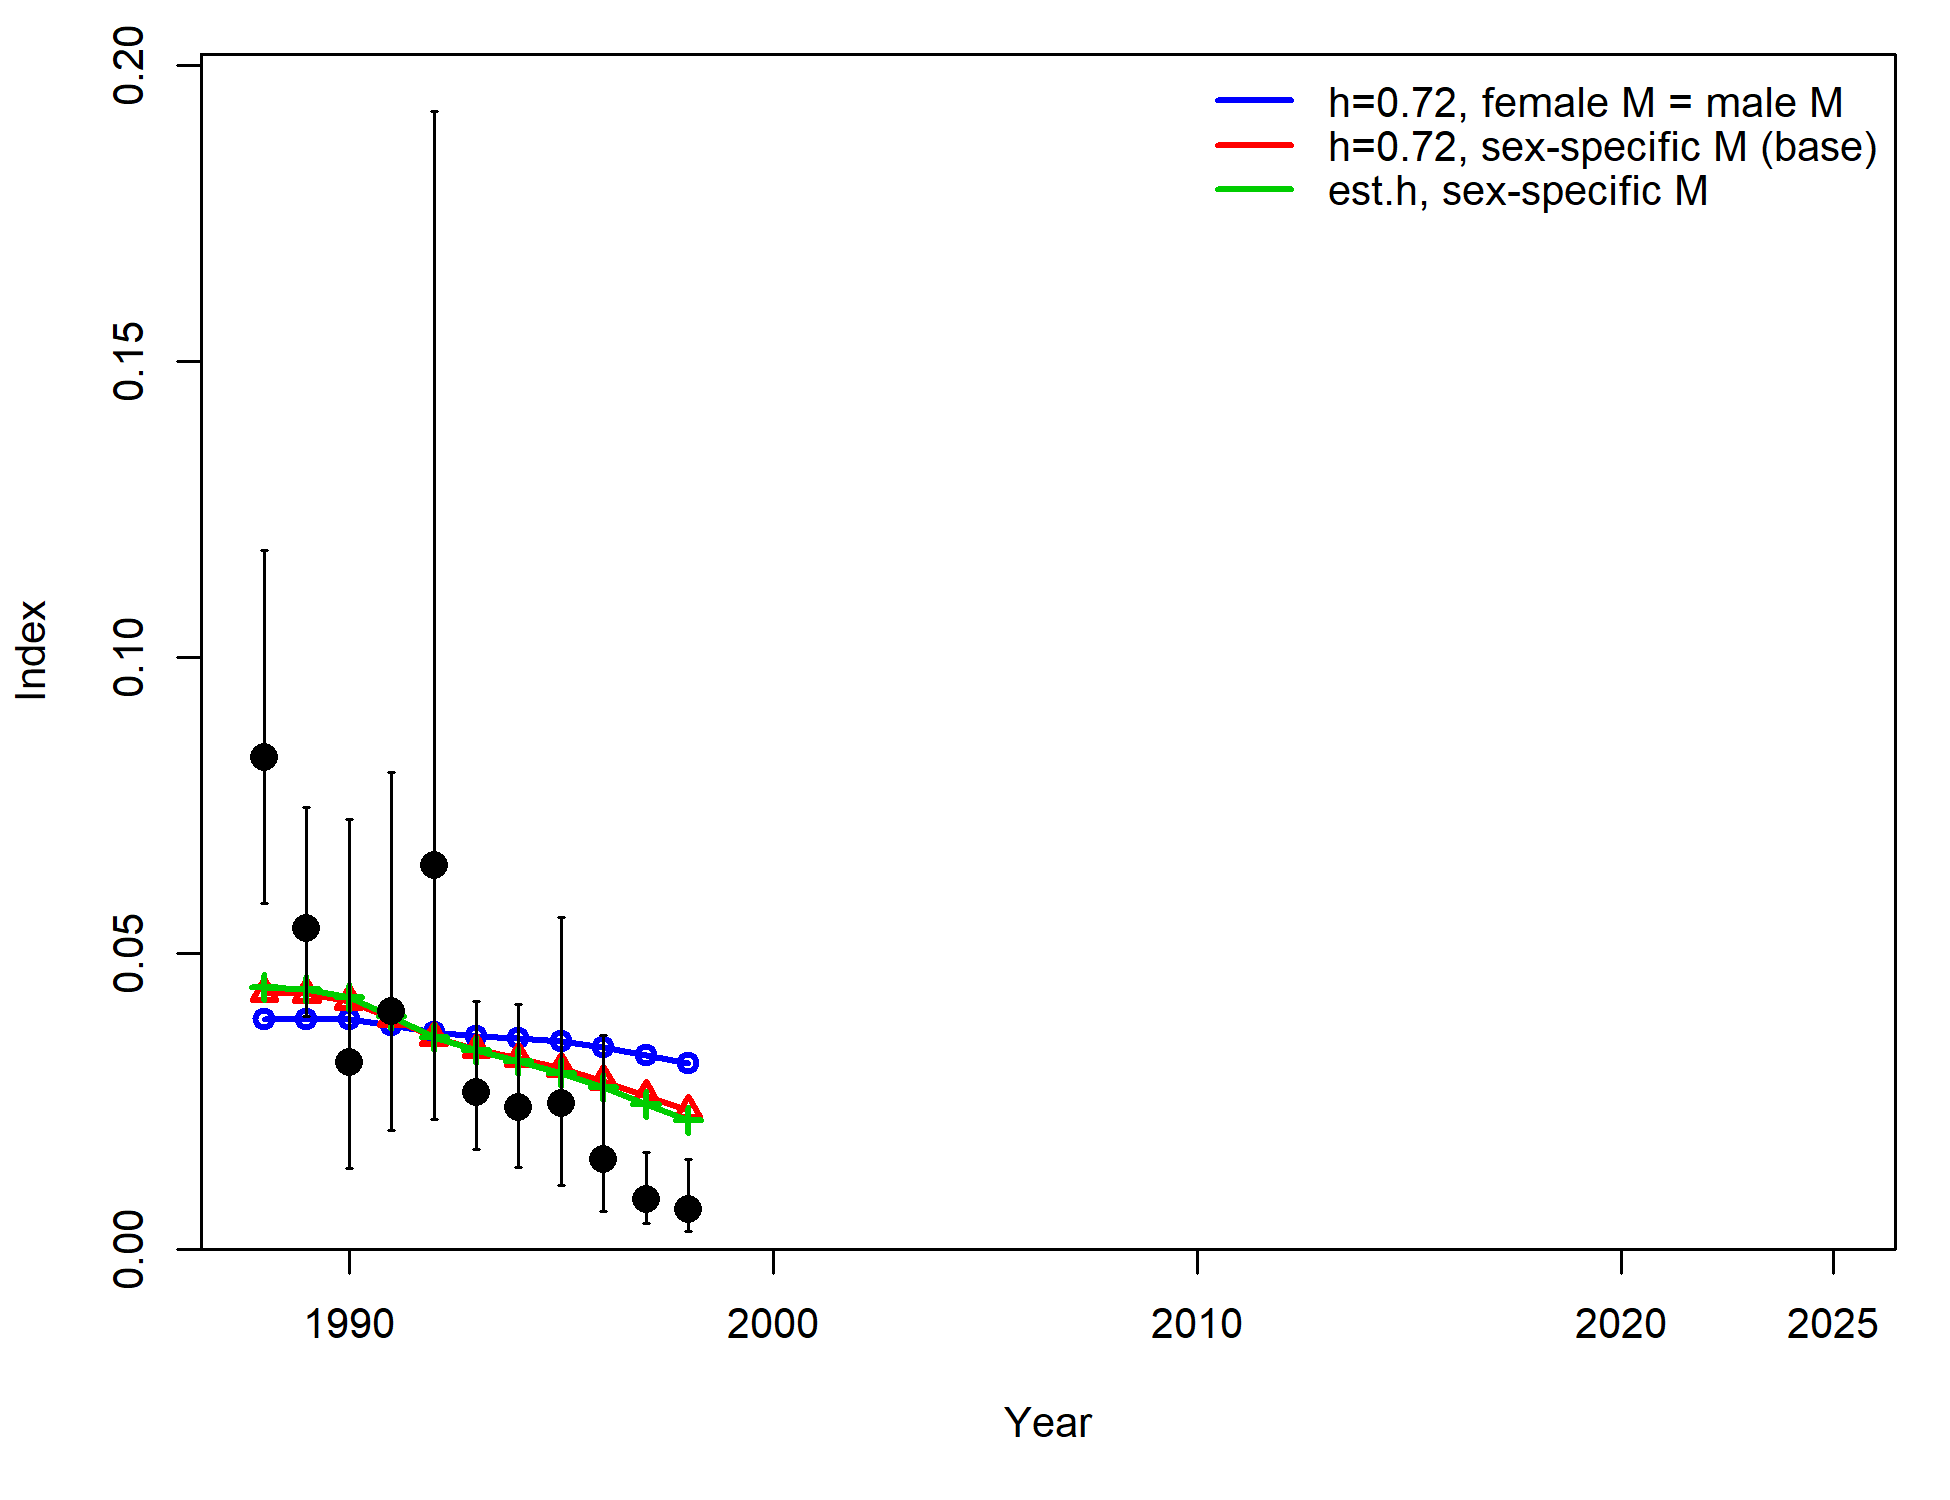 h=0.72, female M = male M
h=0.72, sex-specific M (base)
est.h, sex-specific M
0.20
0.15
0.10
0.05
0.00
Index
1990
2000
2010
2020
2025
Year